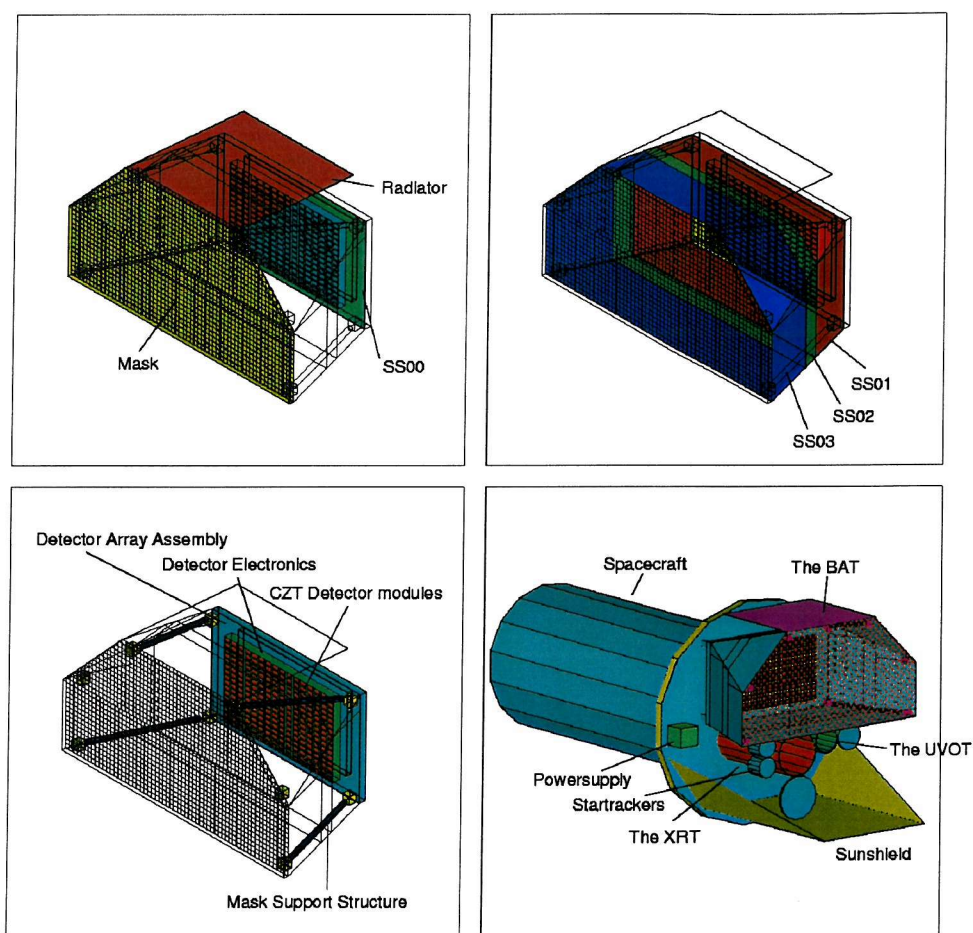 Radiator
Mask
SS00
SS01
SS02
SS03
Detector Array Assembly
Detector Electronics
CZT Detector modules
Mask Support Structure
Spacecraft
The BAT
The UVOT
Powersupply
Startrackers
The XRT
Sunshield